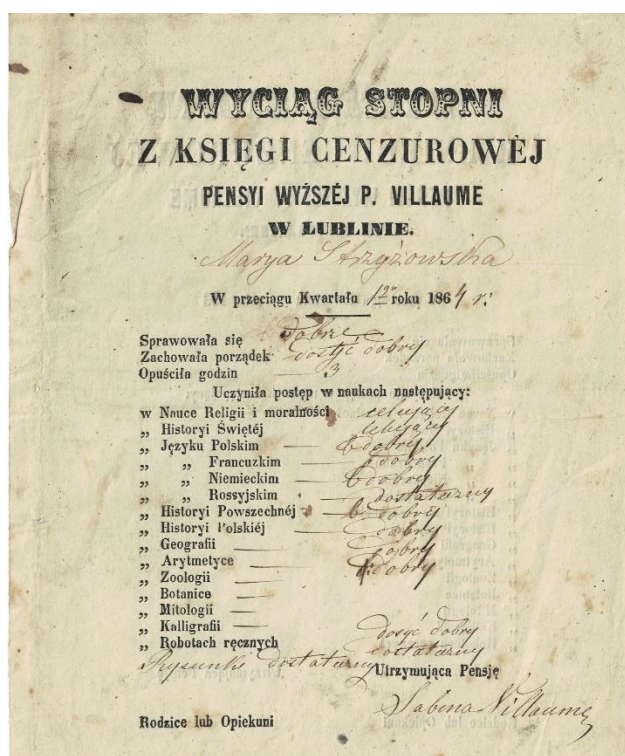 WYCIĄG STOPNI
Z KSIĘGI CENZUROWÉJ
PENSYI WYŻSZÉJ P. VILLAUME
W LUBLINIE.
Marya Strzyżowska
W przeciągu Kwartału 1go roku 1864 r:
Sprawowała się dobrze
Zachowała porządek dosyć dobry
Opuściła godzin 3
Uczyniła postęp w naukach następujący:
w Nauce Religii i moralności celujący
„ Historyi Świętéj celujący
„ Języku Polskim b dobry
„ „ Francuzkim dobry
„ „ Niemieckim b dobry
„ „ Rossyjskim dostateczny
„ Historyi Powszechnéj b dobry
„ Historyi Polskiéj dobry
„ Geografii dobry
„ Arytmetyce dobry
„ Zoologii
„ Botanice
„ Mitologii
„ Kalligrafii dosyć dobry
„ Robotach ręcznych dostateczny
Rysunki dostateczny Utrzymująca Pensję
Sabina Villaume
Rodzice lub Opiekuni